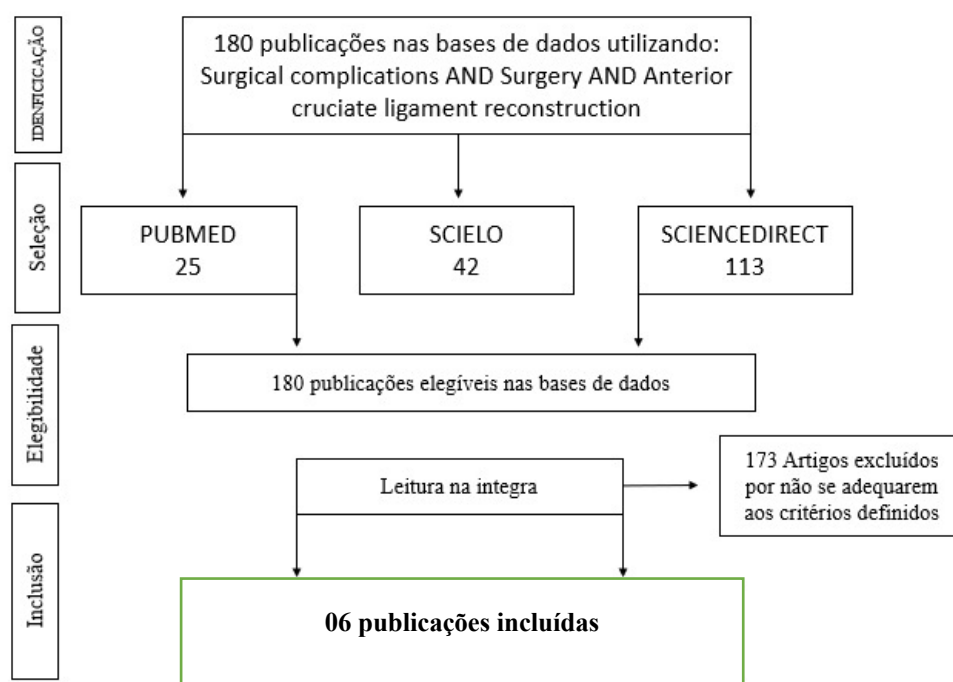 IDENFICICAÇÃO
180 publicações nas bases de dados utilizando:
Surgical complications AND Surgery AND Anterior
cruciate ligament reconstruction
Seleção
PUBMED
25
SCIELO
42
SCIENCEDIRECT
113
Elegibilidade
180 publicações elegíveis nas bases de dados
Leitura na integra
173 Artigos excluídos
por não se adequarem
aos critérios definidos
Inclusão
06 publicações incluídas